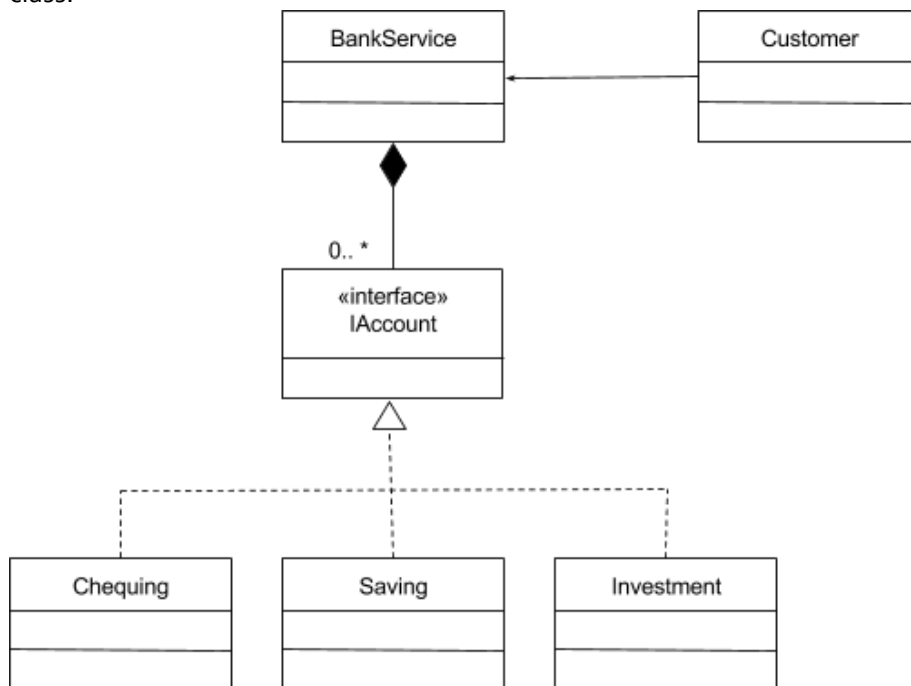 class.
BankService
Customer
0.. *
«interface»
IAccount
Chequing
Saving
Investment